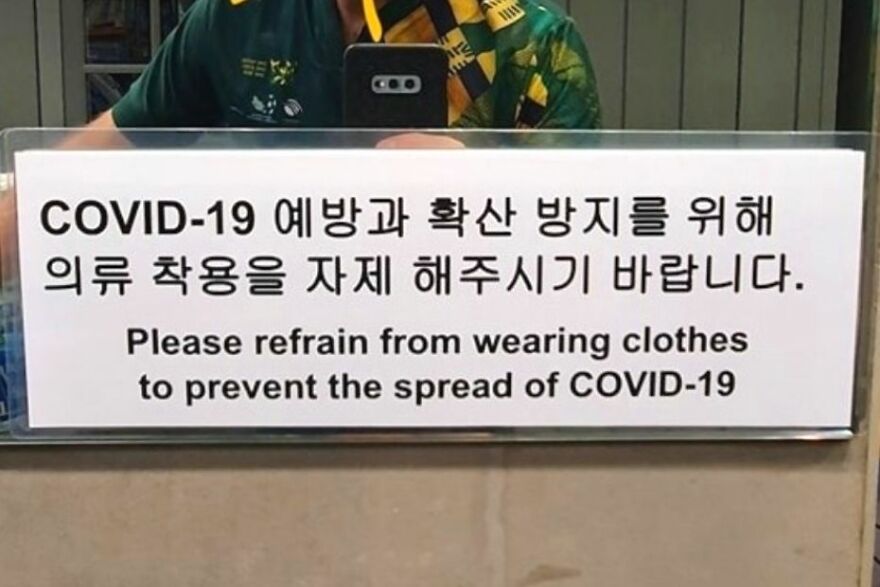 COVID-19 예방과 확산 방지를 위해
의류 착용을 자제 해주시기 바랍니다.
Please refrain from wearing clothes
to prevent the spread of COVID-19